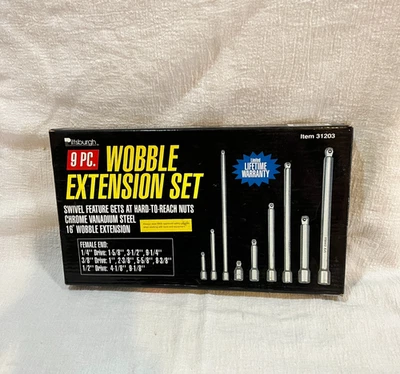 Pittsburgh
Item 31203
9 PC. WOBBLE
EXTENSION SET
Limited
LIFETIME
WARRANTY
SWIVEL FEATURE GETS AT HARD-TO-REACH NUTS
CHROME VANADIUM STEEL
16° WOBBLE EXTENSION
FEMALE END:
1/4" Drive: 1-5/8", 3-1/2", 9-1/4"
3/8" Drive: 1", 2-3/8", 5-5/8", 9-3/8"
1/2" Drive: 4-1/8", 9-1/8"